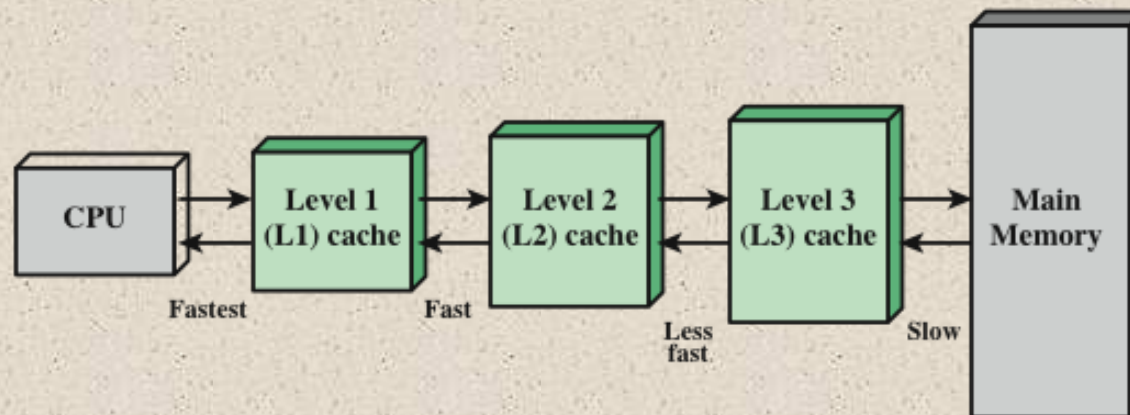 CPU
Level 1
(L1) cache
Level 2
(L2) cache
Level 3
(L3) cache
Main
Memory
Fastest
Fast
Less
fast
Slow